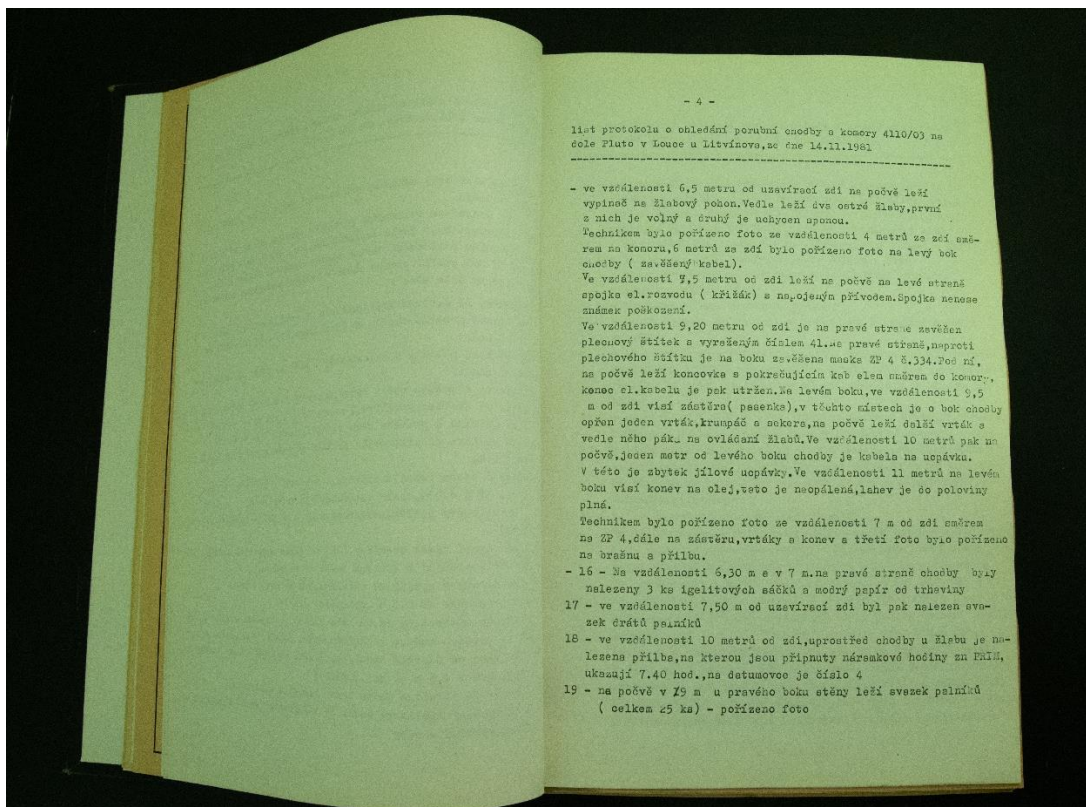 - 4 -
list protokolu o ohledání porubní chodby a komory 4110/03 na
dole Pluto v Louce u Litvínova,ze dne 14.11.1981
- ve vzdálenosti 6,5 metru od uzavírací zdi na počvě leží
vypinač na žlabový pohon.Vedle leží dva ostré žlaby,první
z nich je volný a druhý je uchycen sponou.
Technikem bylo pořízeno foto ze vzdálenosti 4 metrů ze zdi smě-
rem na komoru,6 metrů ze zdí bylo pořízeno foto na levý bok
chodby ( zavěšený kabel).
Ve vzdálenosti 7,5 metru od zdi leží na počvě na levé straně
spojka el.rozvodu ( křižák) s napojeným přívodem.Spojka nenese
známek poškození.
Ve vzdálenosti 9,20 metru od zdi je na pravé straně zavěšen
plechový štítek s vyraženým číslem 41.Na pravé straně,naproti
plechového štítku je na boku zavěšena maska ZP 4 č.334.Pod ní,
na počvě leží koncovka s pokračujícím kab elem směrem do komory,
konec el.kabelu je pak utržen.Na levém boku,ve vzdálenosti 9,5
m od zdi visí zástěra( pasenka),v těchto místech je o bok chodby
opřen jeden vrták,krumpáč a sekera,na počvě leží další vrták a
vedle něho páka na ovládaní žlabů.Ve vzdálenosti 10 metrů pak na
počvě,jeden metr od levého boku chodby je kabela na ucpávku.
V této je zbytek jílové ucpávky.Ve vzdálenosti 11 metrů na levém
boku visí konev na olej,tato je neopálená,lahev je do poloviny
plná.
Technikem bylo pořízeno foto ze vzdálenosti 7 m od zdi směrem
na ZP 4,dále na zástěru,vrtáky a konev a třetí foto bylo pořízeno
na brašnu a přilbu.
- 16 - Na vzdálenosti 6,30 m a v 7 m.na pravé straně chodby byly
nalezeny 3 ks igelitových sáčků a modrý papír od trhaviny
17 - ve vzdálenosti 7,50 m od uzavírací zdi byl pak nalezen sva-
zek drátů palníků
18 - ve vzdálenosti 10 metrů od zdi,uprostřed chodby u žlabu je na-
lezena přilba,na kterou jsou připnuty náramkové hodiny zn PRIM,
ukazují 7.40 hod.,na datumovce je číslo 4
19 - na počvě v 19 m u pravého boku stěny leží svazek palníků
( celkem 25 ks) - pořízeno foto